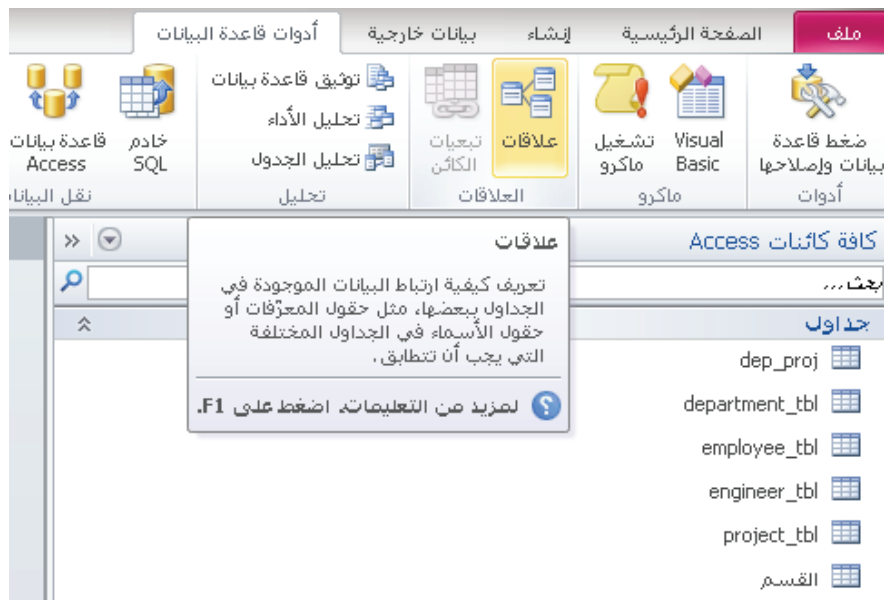 ملف
الصفحة الرئيسية
إنشاء
بيانات خارجية
أدوات قاعدة البيانات
ضغط قاعدة
بيانات وإصلاحها
أدوات
Visual
Basic
تشغيل
ماكرو
ماكرو
علاقات
تبعيات
الكائن
العلاقات
توثيق قاعدة بيانات
تحليل الأداء
تحليل الجدول
تحليل
خادم
SQL
قاعدة بيانات
Access
نقل البيانا
كافة كائنات Access
بحث...
جداول
dep_proj
department_tbl
employee_tbl
engineer_tbl
project_tbl
القسم
علاقات
تعريف كيفية ارتباط البيانات الموجودة في
الجداول ببعضها، مثل حقول المعرّفات أو
حقول الأسماء في الجداول المختلفة
التي يجب أن تتطابق.
لمزيد من التعليمات، اضغط على F1.